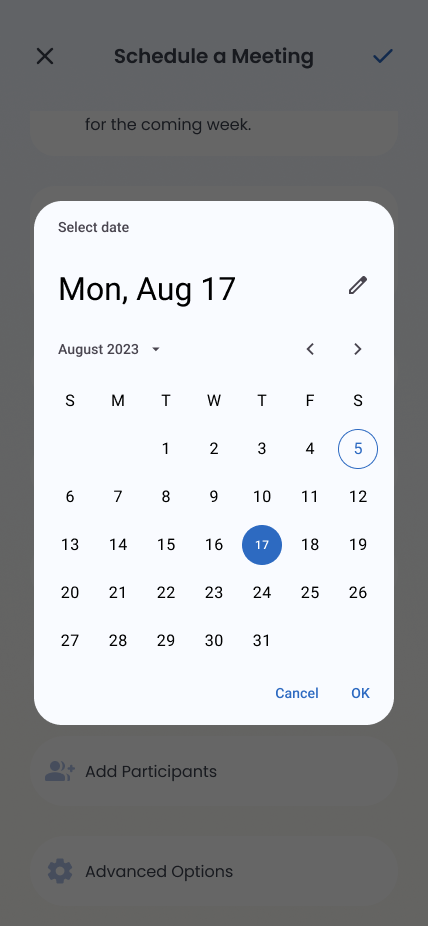 Schedule a Meeting
for the coming week.
Select date
Mon, Aug 17
August 2023
S M T W T F S
1 2 3 4 5
6 7 8 9 10 11 12
13 14 15 16 17 18 19
20 21 22 23 24 25 26
27 28 29 30 31
Cancel OK
Add Participants
Advanced Options